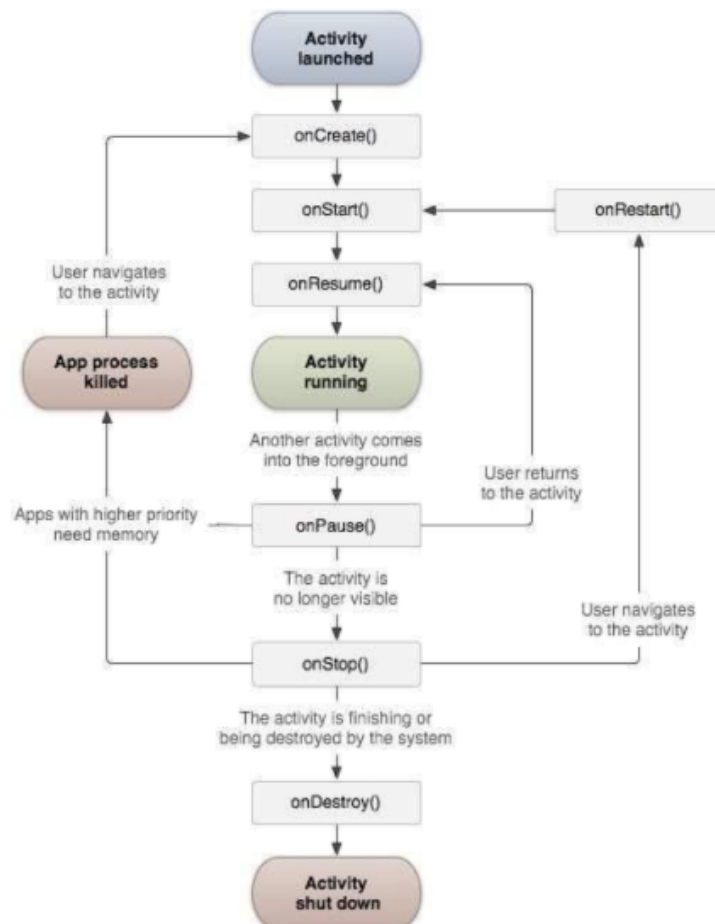 Activity
launched
onCreate()
onStart()
onRestart()
User navigates
to the activity
onResume()
App process
killed
Activity
running
Another activity comes
into the foreground
User returns
to the activity
Apps with higher priority
need memory
onPause()
The activity is
no longer visible
User navigates
to the activity
onStop()
The activity is finishing or
being destroyed by the system
onDestroy()
Activity
shut down